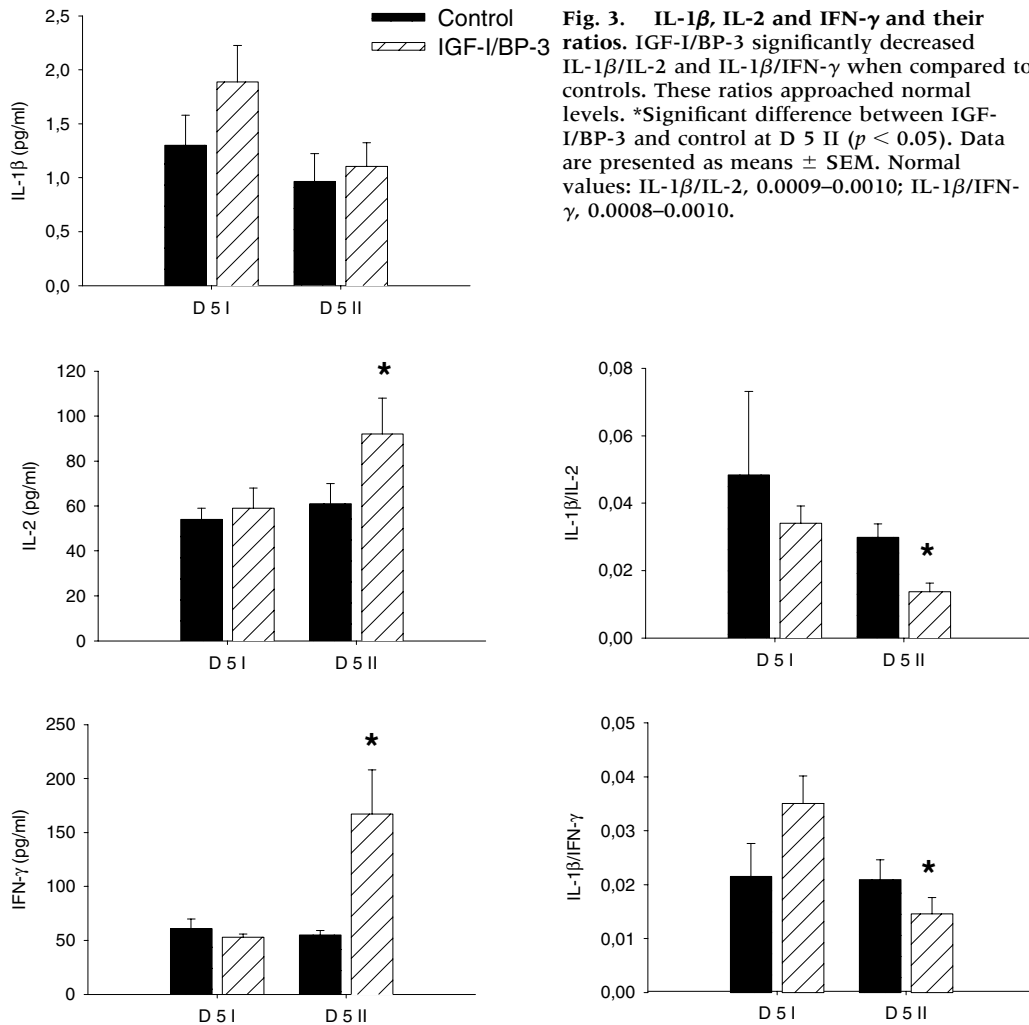 Control
IGF-I/BP-3
Fig. 3. IL-1β, IL-2 and IFN-γ and their
ratios. IGF-I/BP-3 significantly decreased
IL-1β/IL-2 and IL-1β/IFN-γ when compared to
controls. These ratios approached normal
levels. *Significant difference between IGF-
I/BP-3 and control at D 5 II (p < 0.05). Data
are presented as means ± SEM. Normal
values: IL-1β/IL-2, 0.0009–0.0010; IL-1β/IFN-
γ, 0.0008–0.0010.
IL-1β (pg/ml)
2,5
2,0
1,5
1,0
0,5
0,0
D 5 I
D 5 II
IL-2 (pg/ml)
120
100
80
60
40
20
0
*
D 5 I
D 5 II
IL-1β/IL-2
0,08
0,06
0,04
0,02
0,00
*
D 5 I
D 5 II
IFN-γ (pg/ml)
250
200
150
100
50
0
*
D 5 I
D 5 II
IL-1β/IFN-γ
0,05
0,04
0,03
0,02
0,01
0,00
*
D 5 I
D 5 II